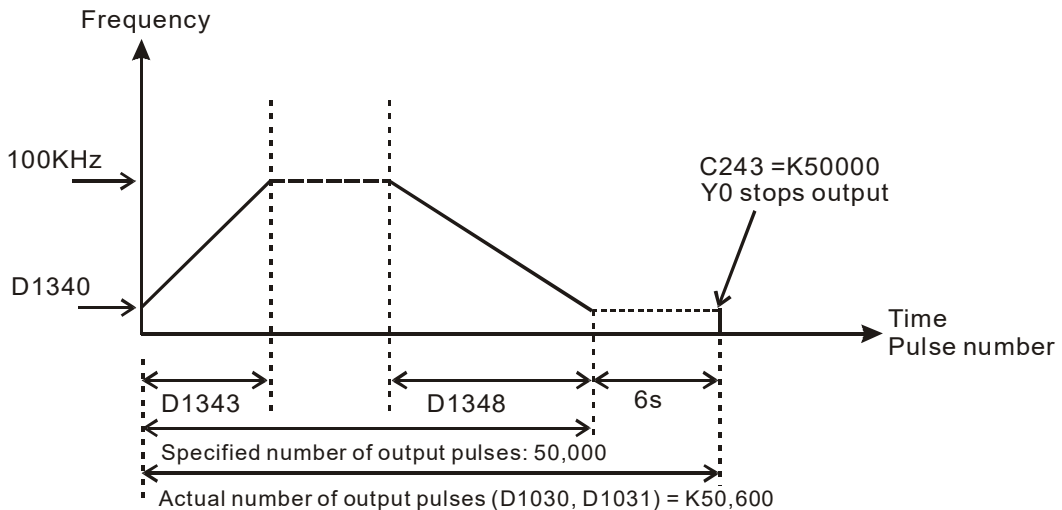 Frequency
100KHz
C243 =K50000
Y0 stops output
D1340
Time
Pulse number
D1343
D1348
6s
Specified number of output pulses: 50,000
Actual number of output pulses (D1030, D1031) = K50,600